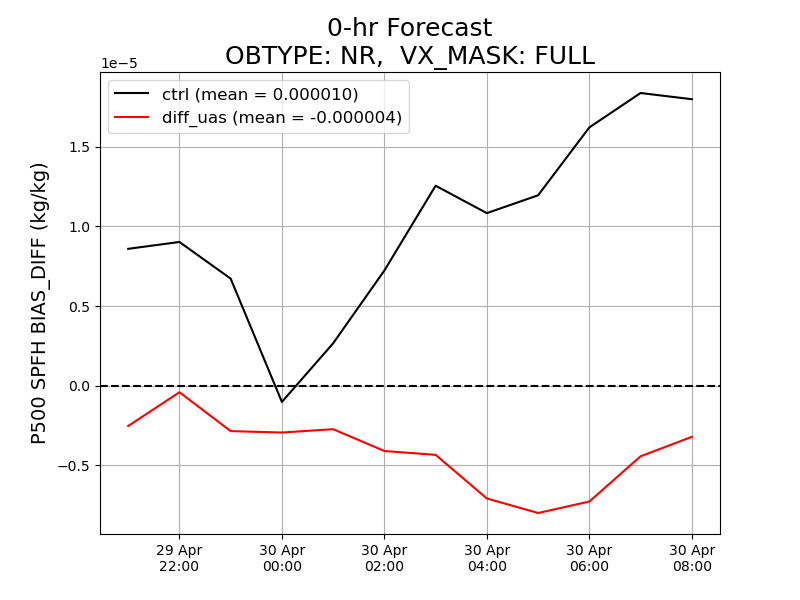 0-hr Forecast
OBTYPE: NR,  VX_MASK: FULL
1e−5
ctrl (mean = 0.000010)
diff_uas (mean = -0.000004)
P500 SPFH BIAS_DIFF (kg/kg)
1.5
1.0
0.5
0.0
−0.5
29 Apr
22:00
30 Apr
00:00
30 Apr
02:00
30 Apr
04:00
30 Apr
06:00
30 Apr
08:00